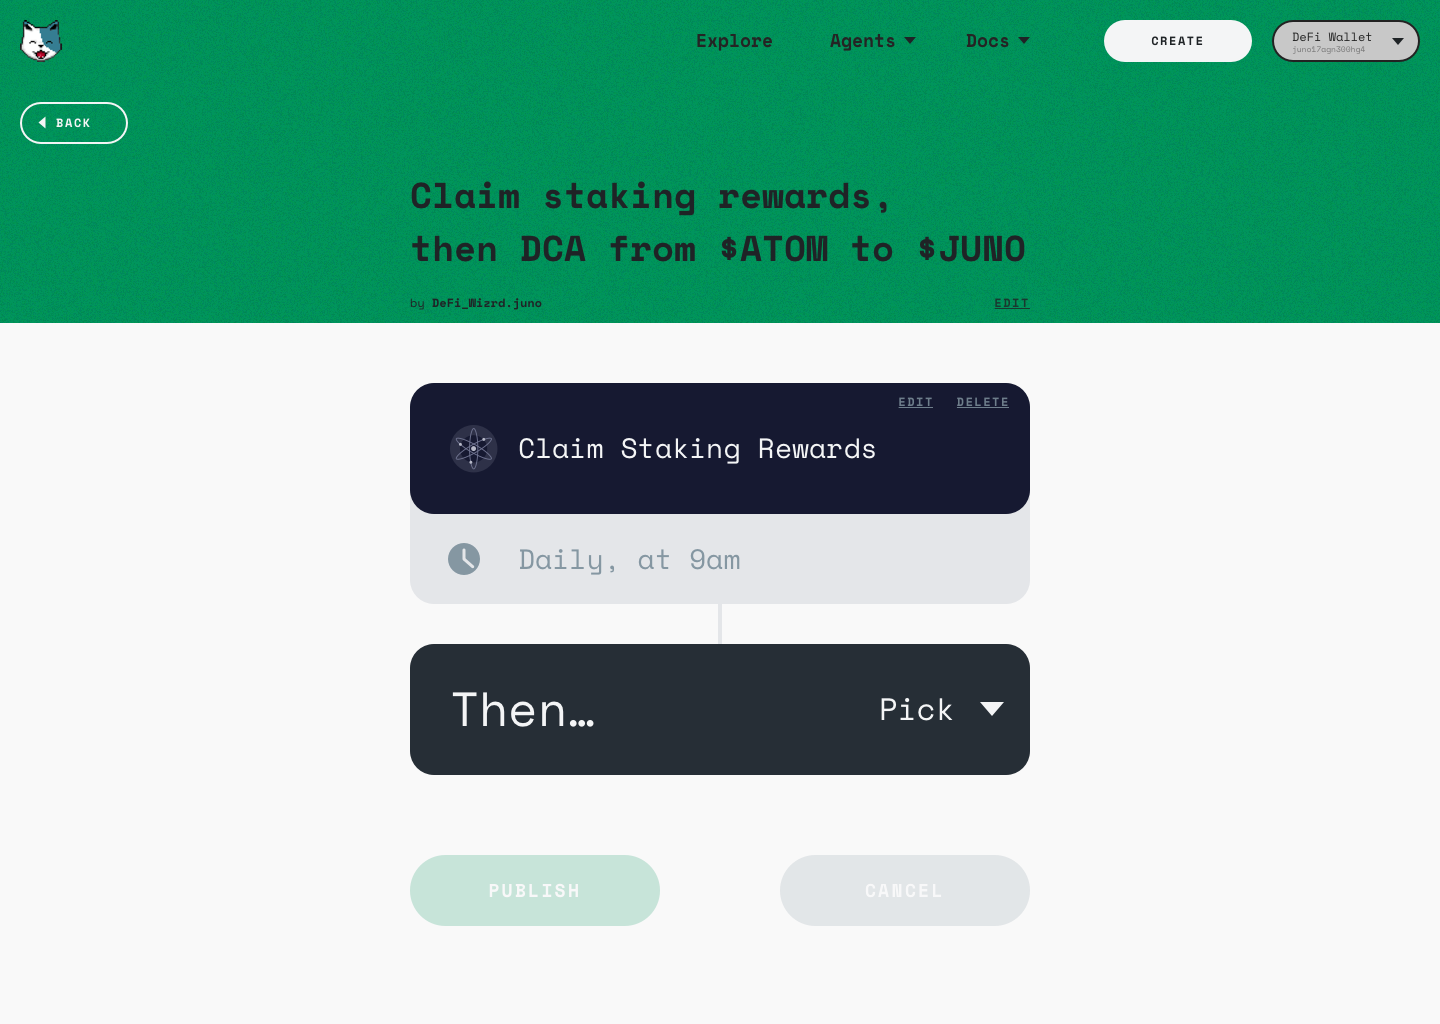 Explore
Agents
Docs
CREATE
DeFi Wallet
juno17agn300hg4
BACK
Claim staking rewards,
then DCA from $ATOM to $JUNO
by DeFi_Wizrd.juno
EDIT
EDIT DELETE
Claim Staking Rewards
Daily, at 9am
Then…
Pick
PUBLISH
CANCEL